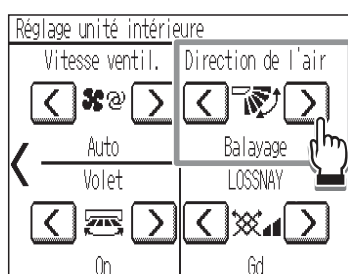 Réglage unité intérieure
Vitesse ventil. Direction de l'air
Auto Balayage
Volet LOSSNAY
On Gd